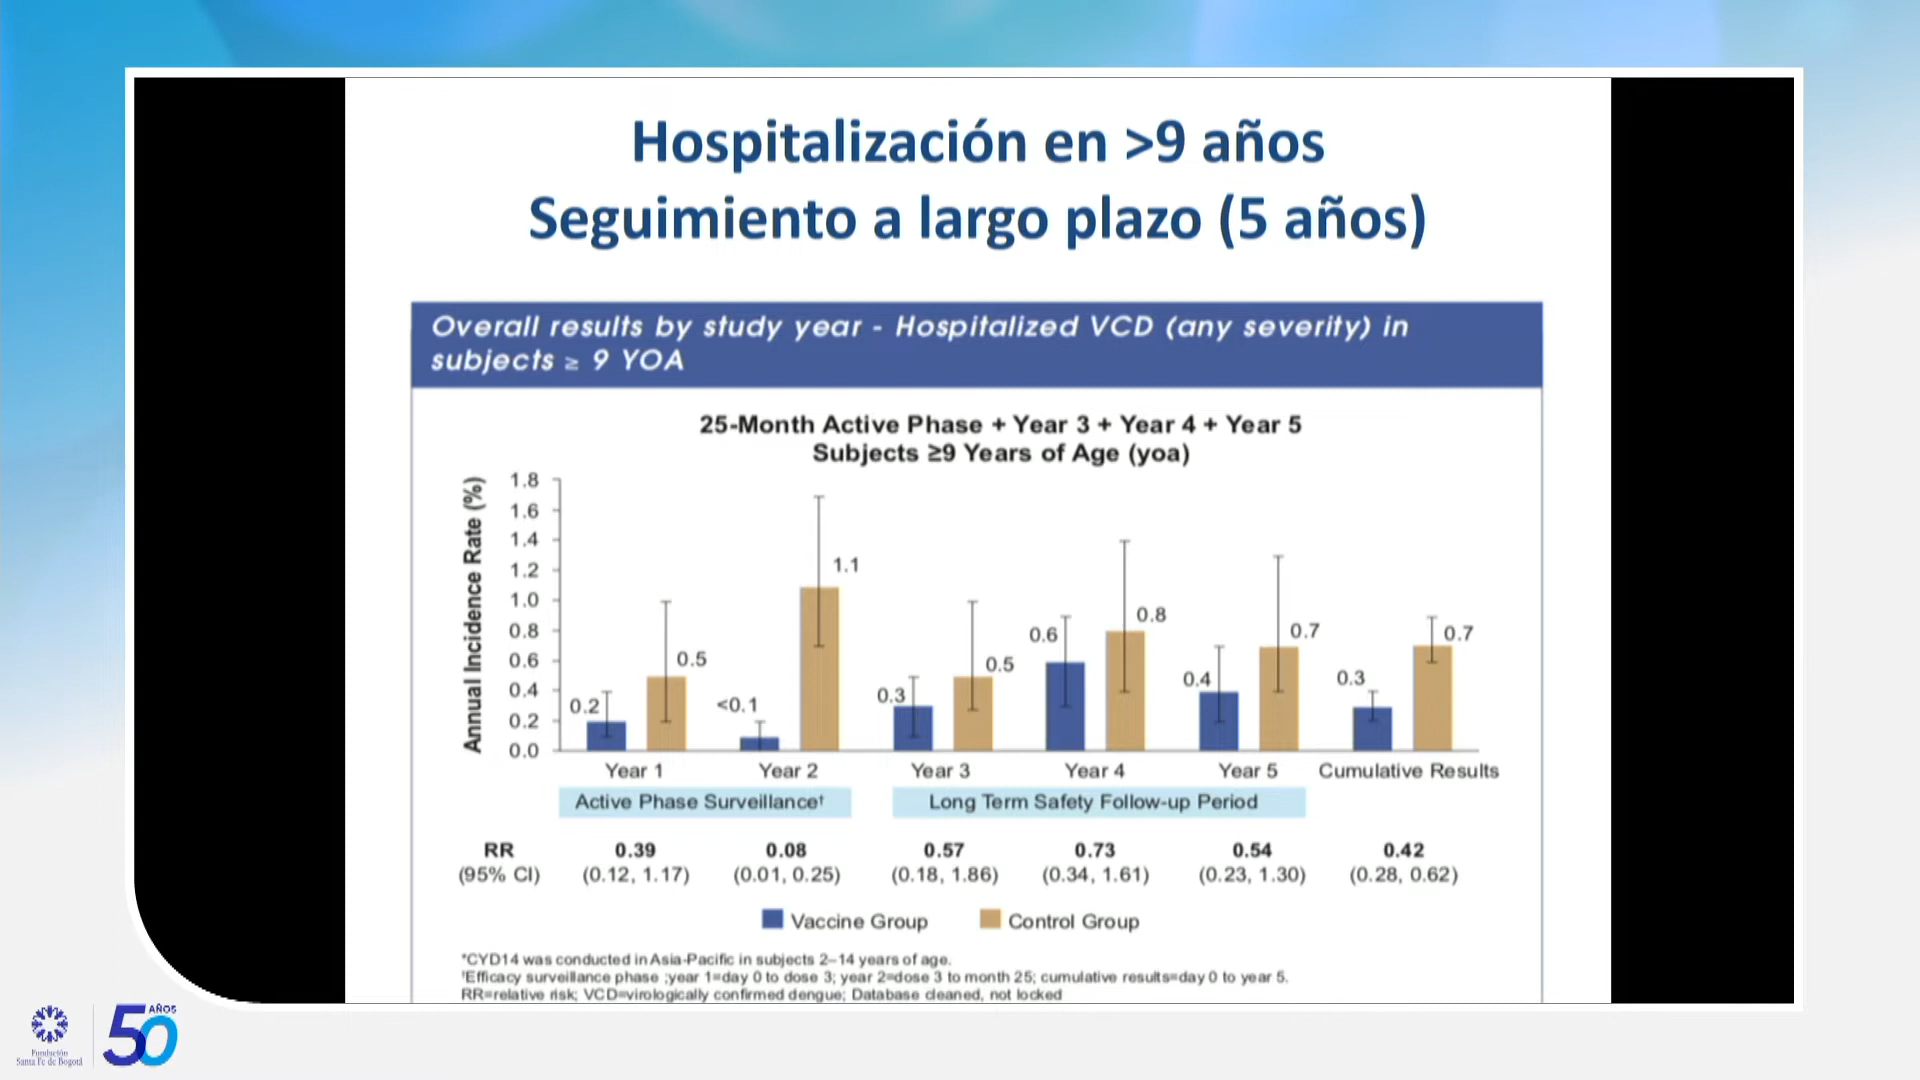 Hospitalización en >9 años
Seguimiento a largo plazo (5 años)
Overall results by study year - Hospitalized VCD (any severity) in
subjects ≥ 9 YOA
25-Month Active Phase + Year 3 + Year 4 + Year 5
Subjects ≥9 Years of Age (yoa)
Annual Incidence Rate (%)
1.8
1.6
1.4
1.2
1.0
0.8
0.6
0.4
0.2
0.0
0.2
0.5
<0.1
1.1
0.3
0.5
0.6
0.8
0.4
0.7
0.3
0.7
Year 1 Year 2 Year 3 Year 4 Year 5 Cumulative Results
Active Phase Surveillance† Long Term Safety Follow-up Period
RR 0.39 0.08 0.57 0.73 0.54 0.42
(95% CI) (0.12, 1.17) (0.01, 0.25) (0.18, 1.86) (0.34, 1.61) (0.23, 1.30) (0.28, 0.62)
Vaccine Group Control Group
*CYD14 was conducted in Asia-Pacific in subjects 2–14 years of age.
†Efficacy surveillance phase ;year 1=day 0 to dose 3; year 2=dose 3 to month 25; cumulative results=day 0 to year 5.
RR=relative risk; VCD=virologically confirmed dengue; Database cleaned, not locked
Fundación
Santa Fe de Bogotá
50 AÑOS